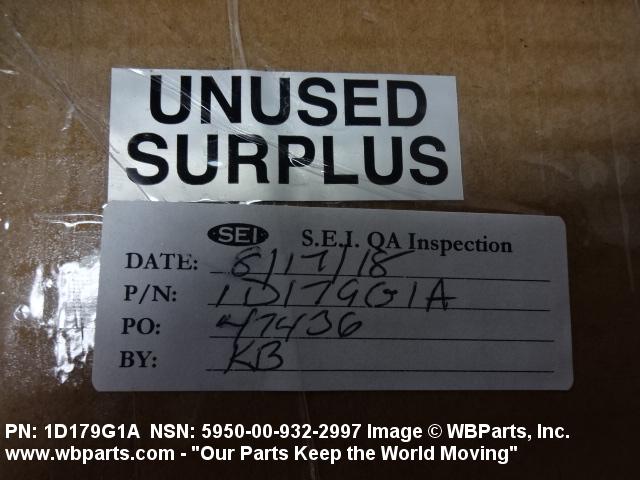 UNUSED
SURPLUS
SEI S.E.I. QA Inspection
DATE: 8/17/18
P/N: 1D179G1A
PO: 47436
BY: KB
PN: 1D179G1A NSN: 5950-00-932-2997 Image © WBParts, Inc.
www.wbparts.com - "Our Parts Keep the World Moving"